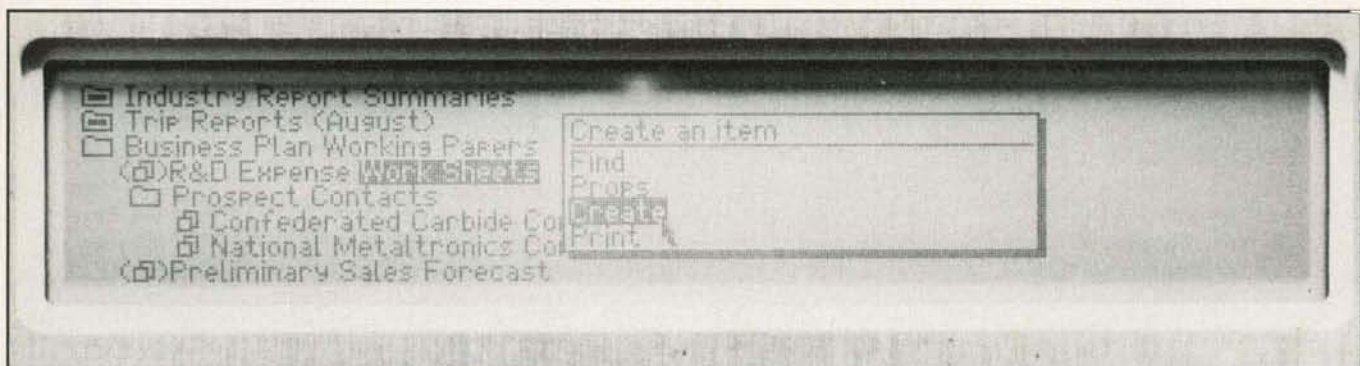 Industry Report Summaries
Trip Reports (August)
Business Plan Working Papers
R&D Expense Work Sheets
Prospect Contacts
Confederated Carbide Co
National Metaltronics Co
Preliminary Sales Forecast
Create an item
Find
Props
Create
Print